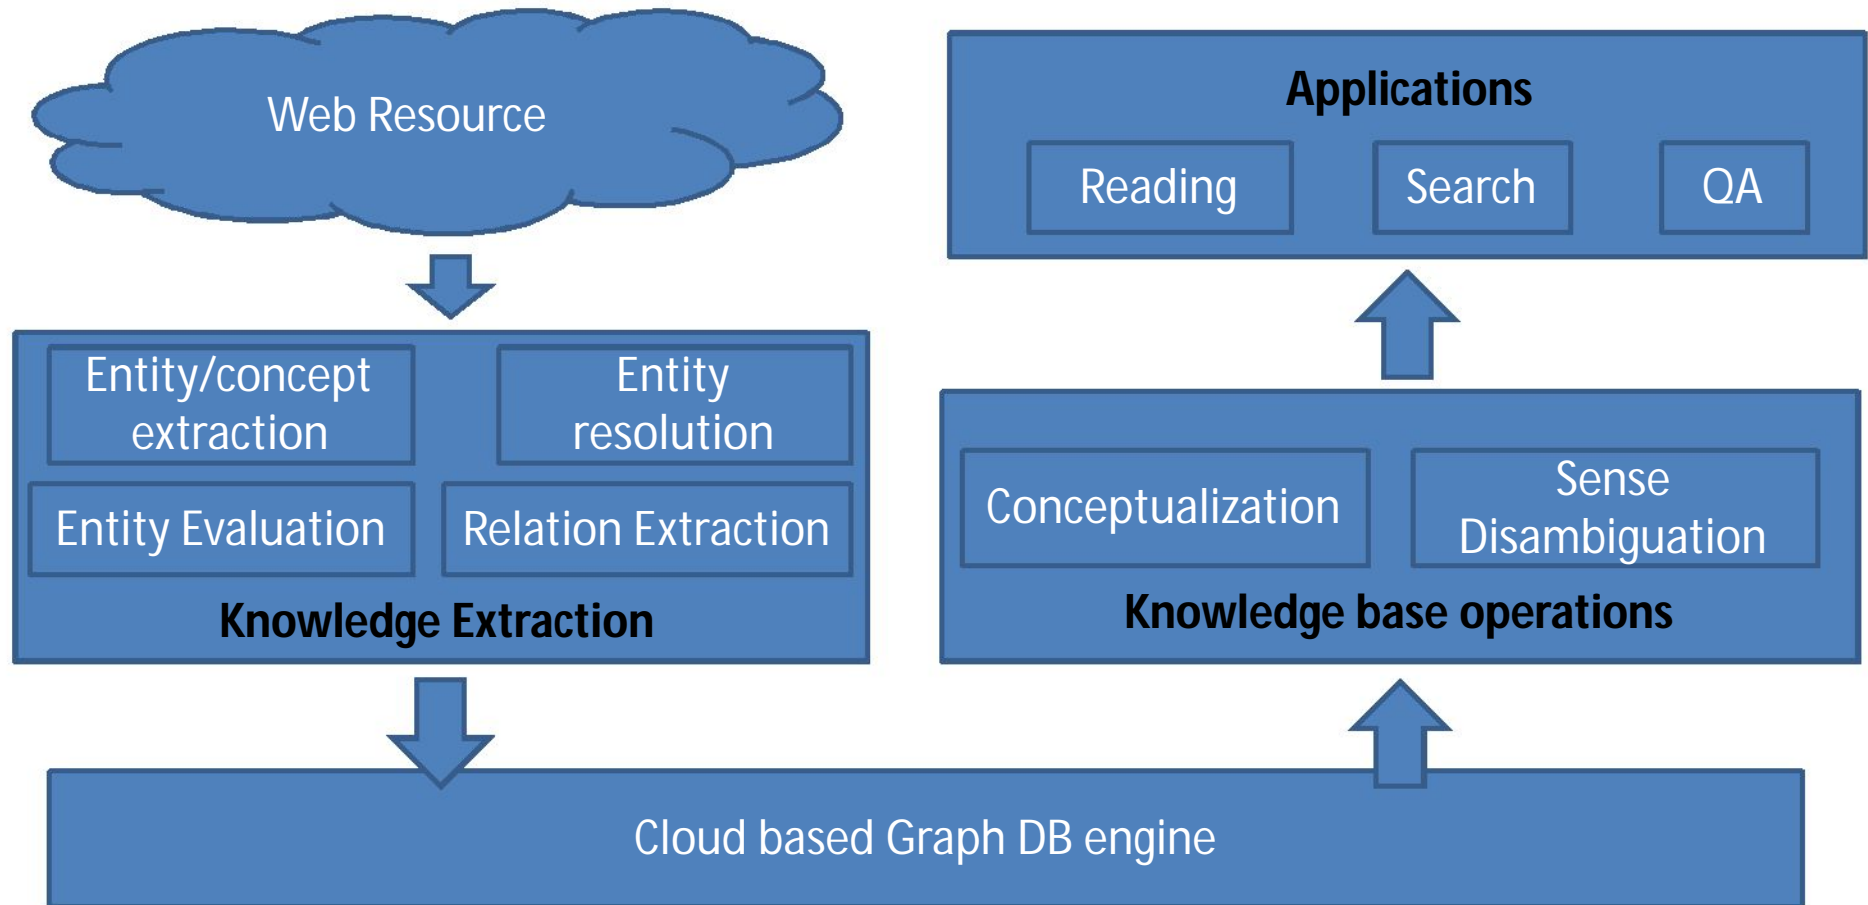 Web Resource
Entity/concept
extraction
Entity
resolution
Entity Evaluation
Relation Extraction
Knowledge Extraction
Cloud based Graph DB engine
Applications
Reading
Search
QA
Conceptualization
Sense
Disambiguation
Knowledge base operations